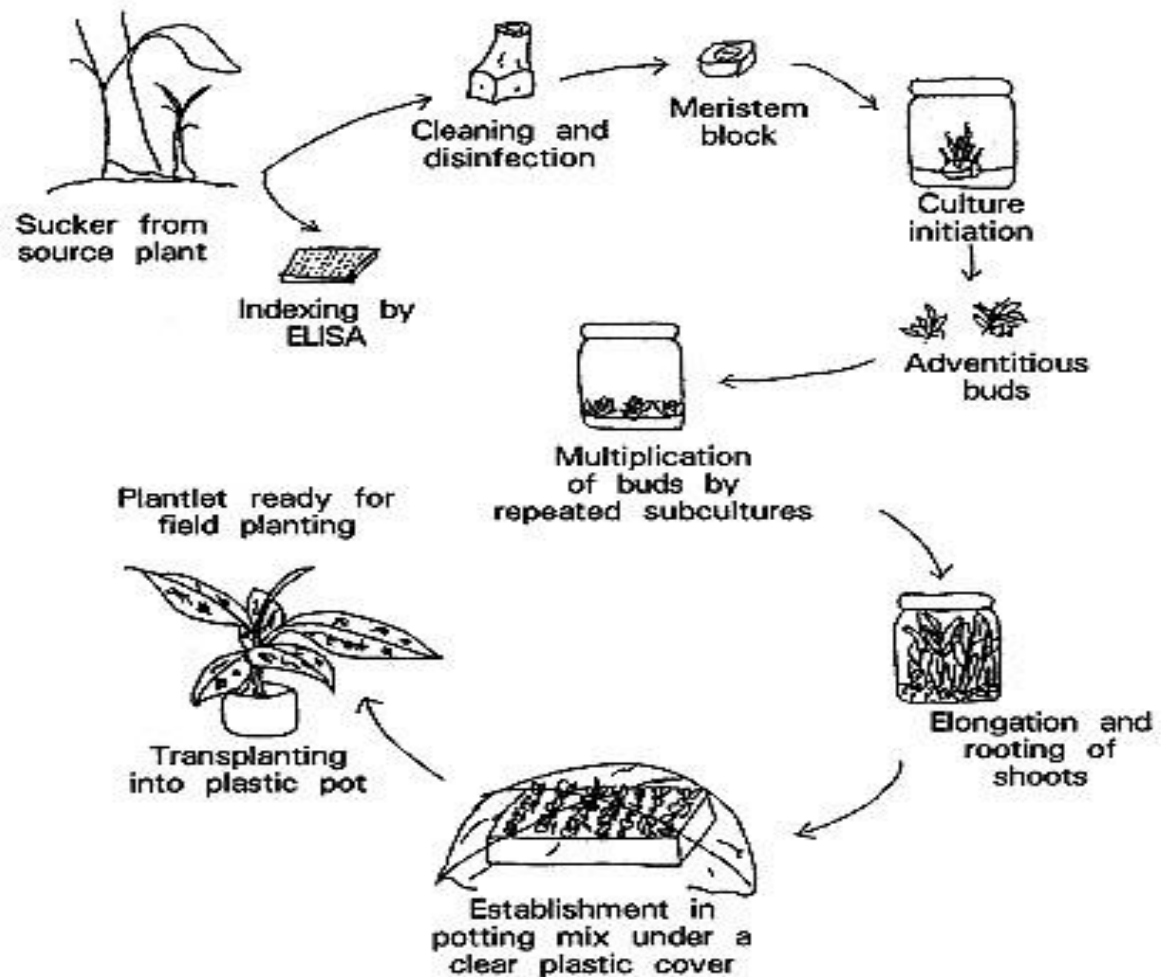 Sucker from
source plant
Cleaning and
disinfection
Indexing by
ELISA
Meristem
block
Culture
initiation
Adventitious
buds
Multiplication
of buds by
repeated subcultures
Elongation and
rooting of
shoots
Establishment in
potting mix under a
clear plastic cover
Transplanting
into plastic pot
Plantlet ready for
field planting